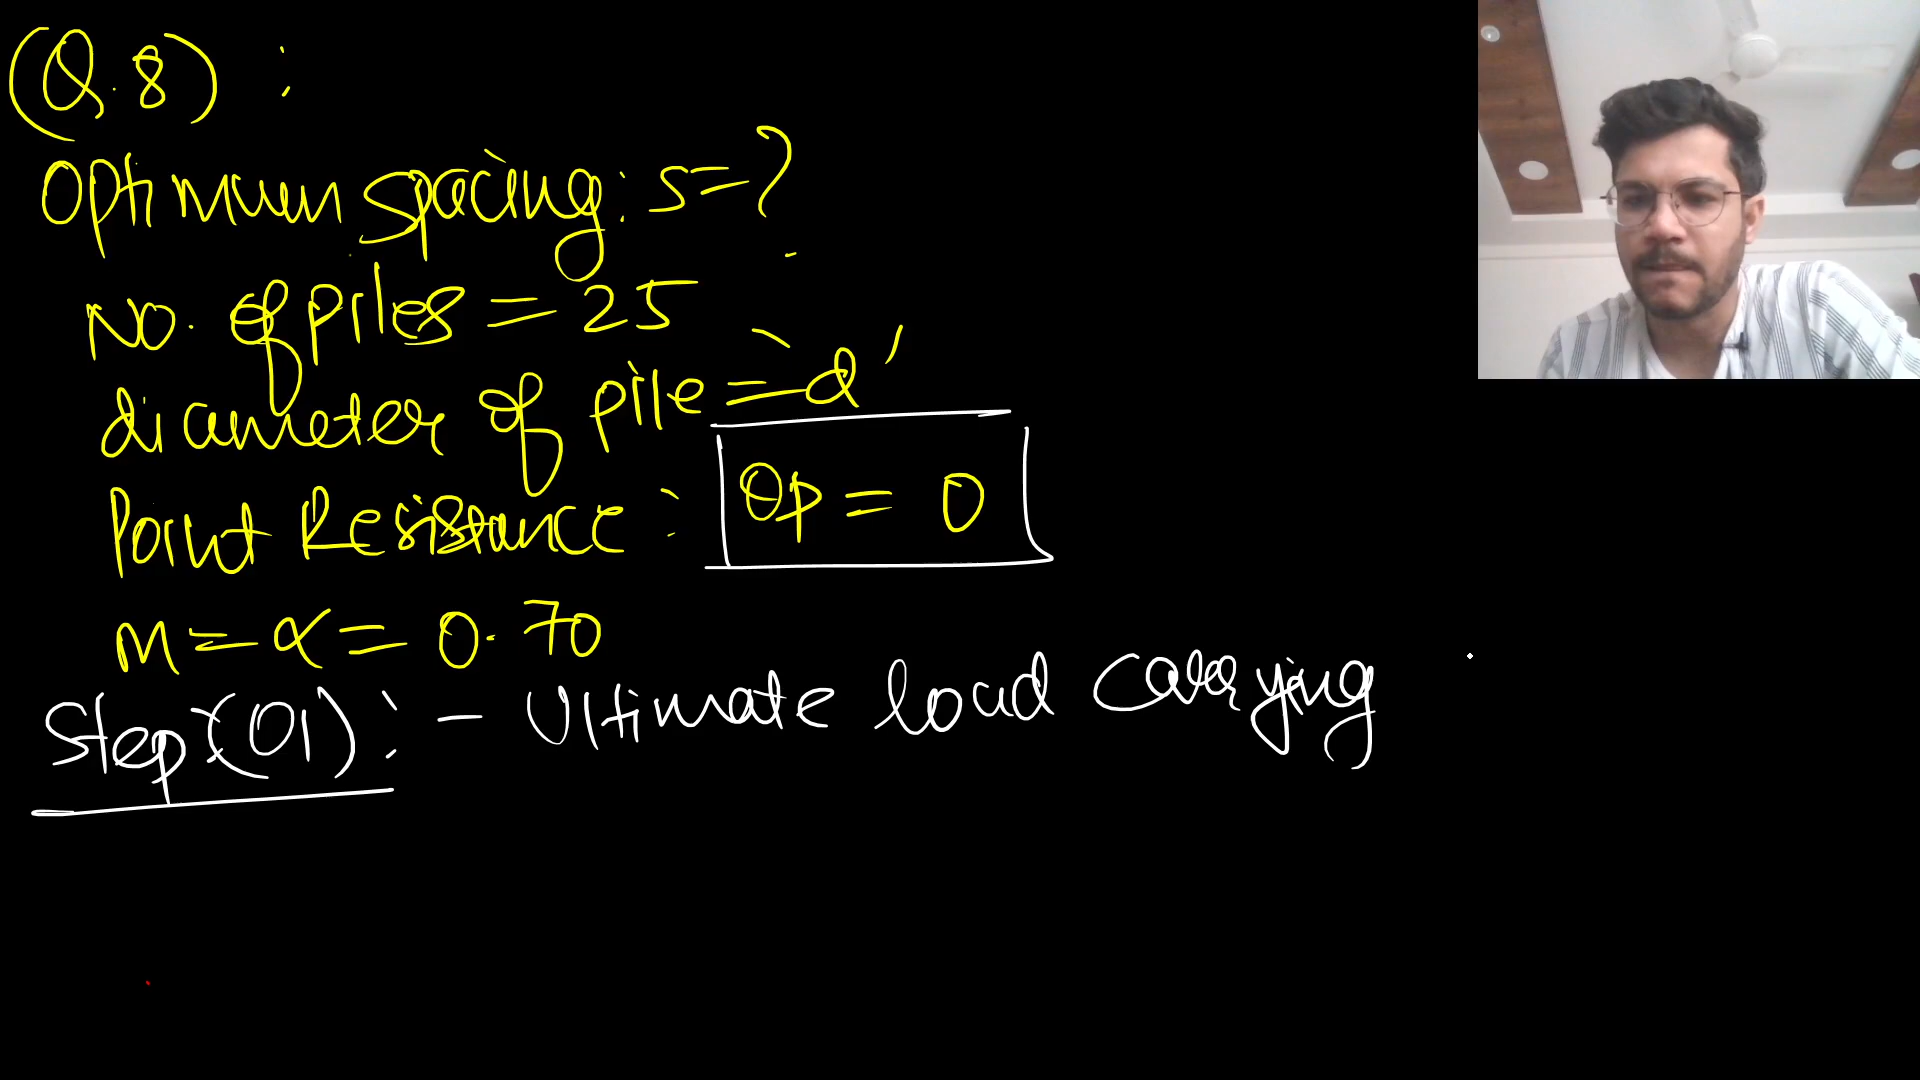 (Q.8) :
Optimum spacing: s=?
No. of piles = 25
diameter of pile = 'd'
Point Resistance : Qp = 0
m = α = 0.70
Step:(01):- Ultimate load carrying